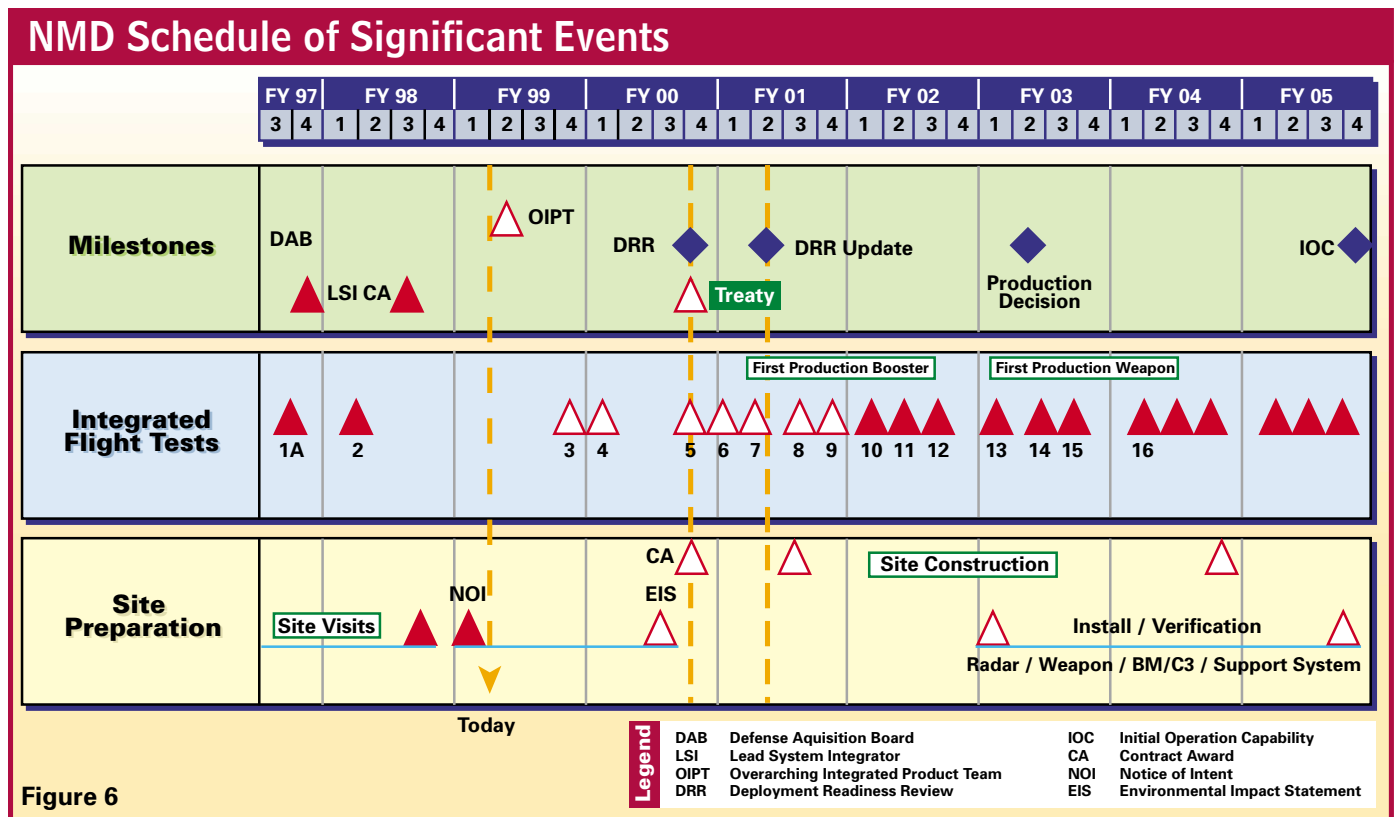 NMD Schedule of Significant Events
FY 97 FY 98 FY 99 FY 00 FY 01 FY 02 FY 03 FY 04 FY 05
3 4 1 2 3 4 1 2 3 4 1 2 3 4 1 2 3 4 1 2 3 4 1 2 3 4 1 2 3 4 1 2 3 4
Milestones
OIPT
DAB
DRR
DRR Update
IOC
LSI CA
Treaty
Production
Decision
Integrated
Flight Tests
First Production Booster
First Production Weapon
1A 2 3 4 5 6 7 8 9 10 11 12 13 14 15 16
Site
Preparation
CA
Site Construction
NOI
EIS
Site Visits
Install / Verification
Radar / Weapon / BM/C3 / Support System
Today
Legend
DAB Defense Aquisition Board
LSI Lead System Integrator
OIPT Overarching Integrated Product Team
DRR Deployment Readiness Review
IOC Initial Operation Capability
CA Contract Award
NOI Notice of Intent
EIS Environmental Impact Statement
Figure 6